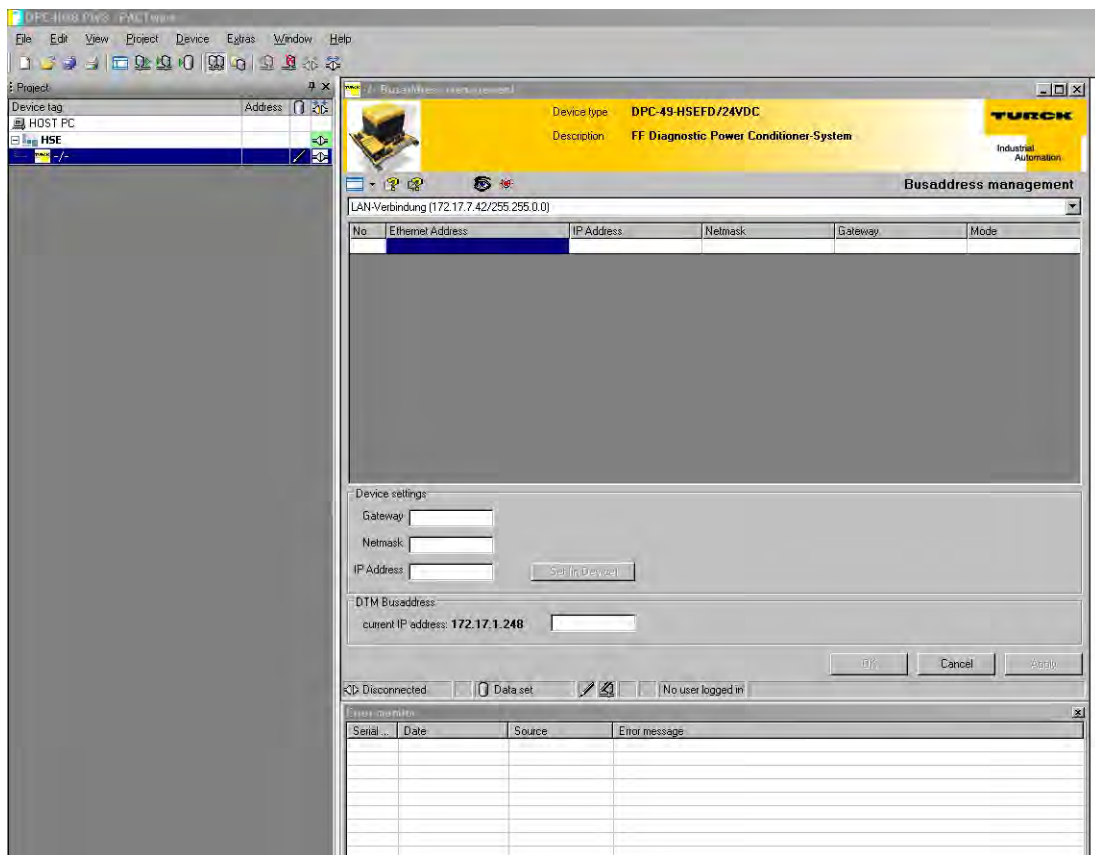 DPC-HSB PW3 - PACTware
File Edit View Project Device Extras Window Help
Project
Device tag Address
HOST PC
HSE
TURCK -/-
-/- Busaddress management
Device type DPC-49-HSEFD/24VDC
Description FF Diagnostic Power Conditioner-System
TURCK
Industrial
Automation
Busaddress management
LAN-Verbindung (172.17.7.42/255.255.0.0)
No Ethernet Address IP Address Netmask Gateway Mode
Device settings
Gateway
Netmask
IP Address Set in Device!
DTM Busaddress
current IP address: 172.17.1.248
OK Cancel Apply
Disconnected Data set No user logged in
Error monitor
Serial ... Date Source Error message